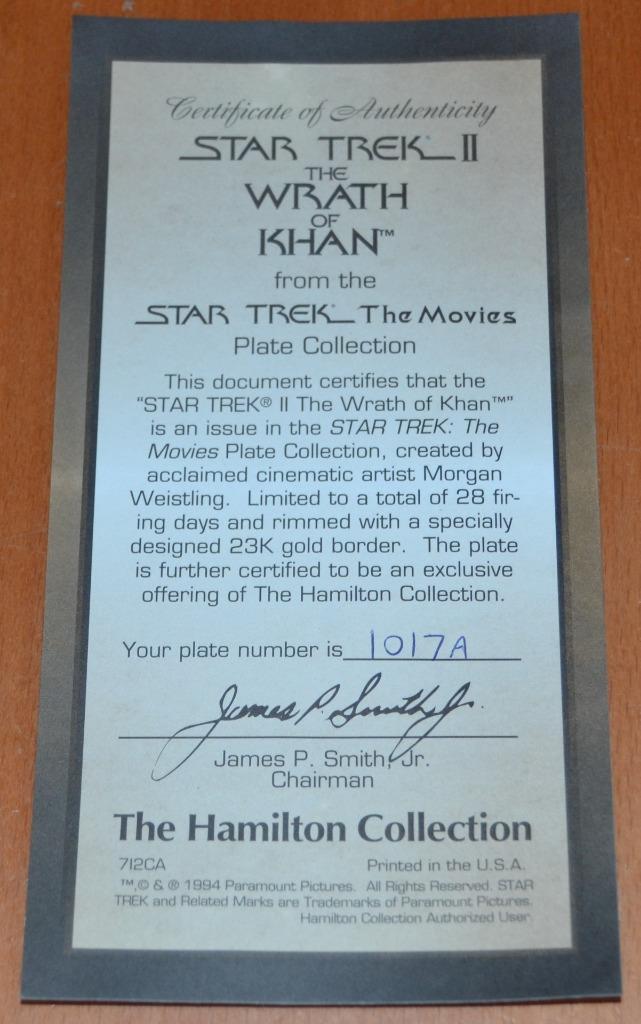 Certificate of Authenticity
STAR TREK® II
THE
WRATH
OF
KHAN™
from the
STAR TREK® The Movies
Plate Collection
This document certifies that the
"STAR TREK® II The Wrath of Khan™"
is an issue in the STAR TREK: The
Movies Plate Collection, created by
acclaimed cinematic artist Morgan
Weistling. Limited to a total of 28 fir-
ing days and rimmed with a specially
designed 23K gold border. The plate
is further certified to be an exclusive
offering of The Hamilton Collection.
Your plate number is 1017A
James P. Smith, Jr.
James P. Smith, Jr.
Chairman
The Hamilton Collection
712CA Printed in the U.S.A.
™,© & ® 1994 Paramount Pictures. All Rights Reserved. STAR
TREK and Related Marks are Trademarks of Paramount Pictures.
Hamilton Collection Authorized User